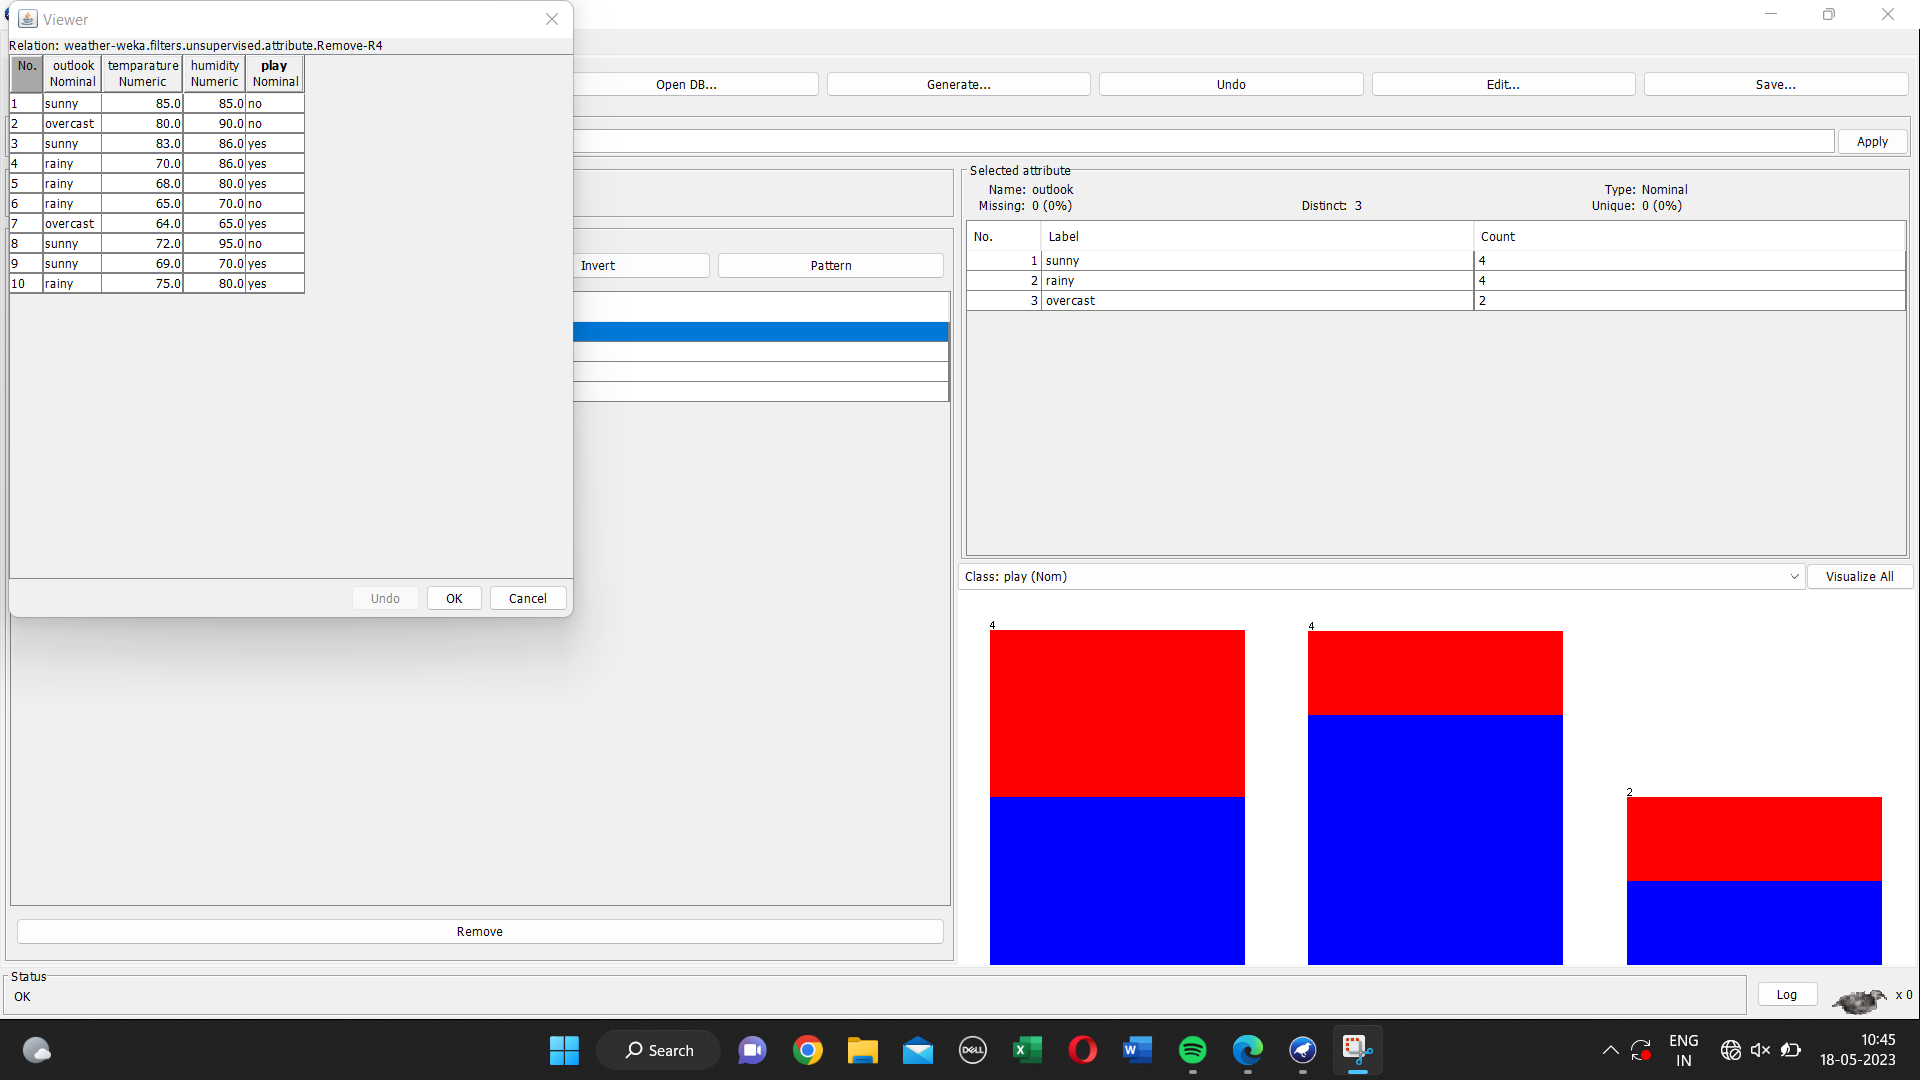 Viewer
Relation: weather-weka.filters.unsupervised.attribute.Remove-R4
No. outlook temparature humidity play
Nominal Numeric Numeric Nominal
1 sunny 85.0 85.0 no
2 overcast 80.0 90.0 no
3 sunny 83.0 86.0 yes
4 rainy 70.0 86.0 yes
5 rainy 68.0 80.0 yes
6 rainy 65.0 70.0 no
7 overcast 64.0 65.0 yes
8 sunny 72.0 95.0 no
9 sunny 69.0 70.0 yes
10 rainy 75.0 80.0 yes
Undo OK Cancel
Open DB... Generate... Undo Edit... Save...
Apply
Invert Pattern
Remove
Selected attribute
Name: outlook Type: Nominal
Missing: 0 (0%) Distinct: 3 Unique: 0 (0%)
No. Label Count
1 sunny 4
2 rainy 4
3 overcast 2
Class: play (Nom) Visualize All
4 4 2
Status
OK
Log x 0
Search DELL ENG 10:45
IN 18-05-2023